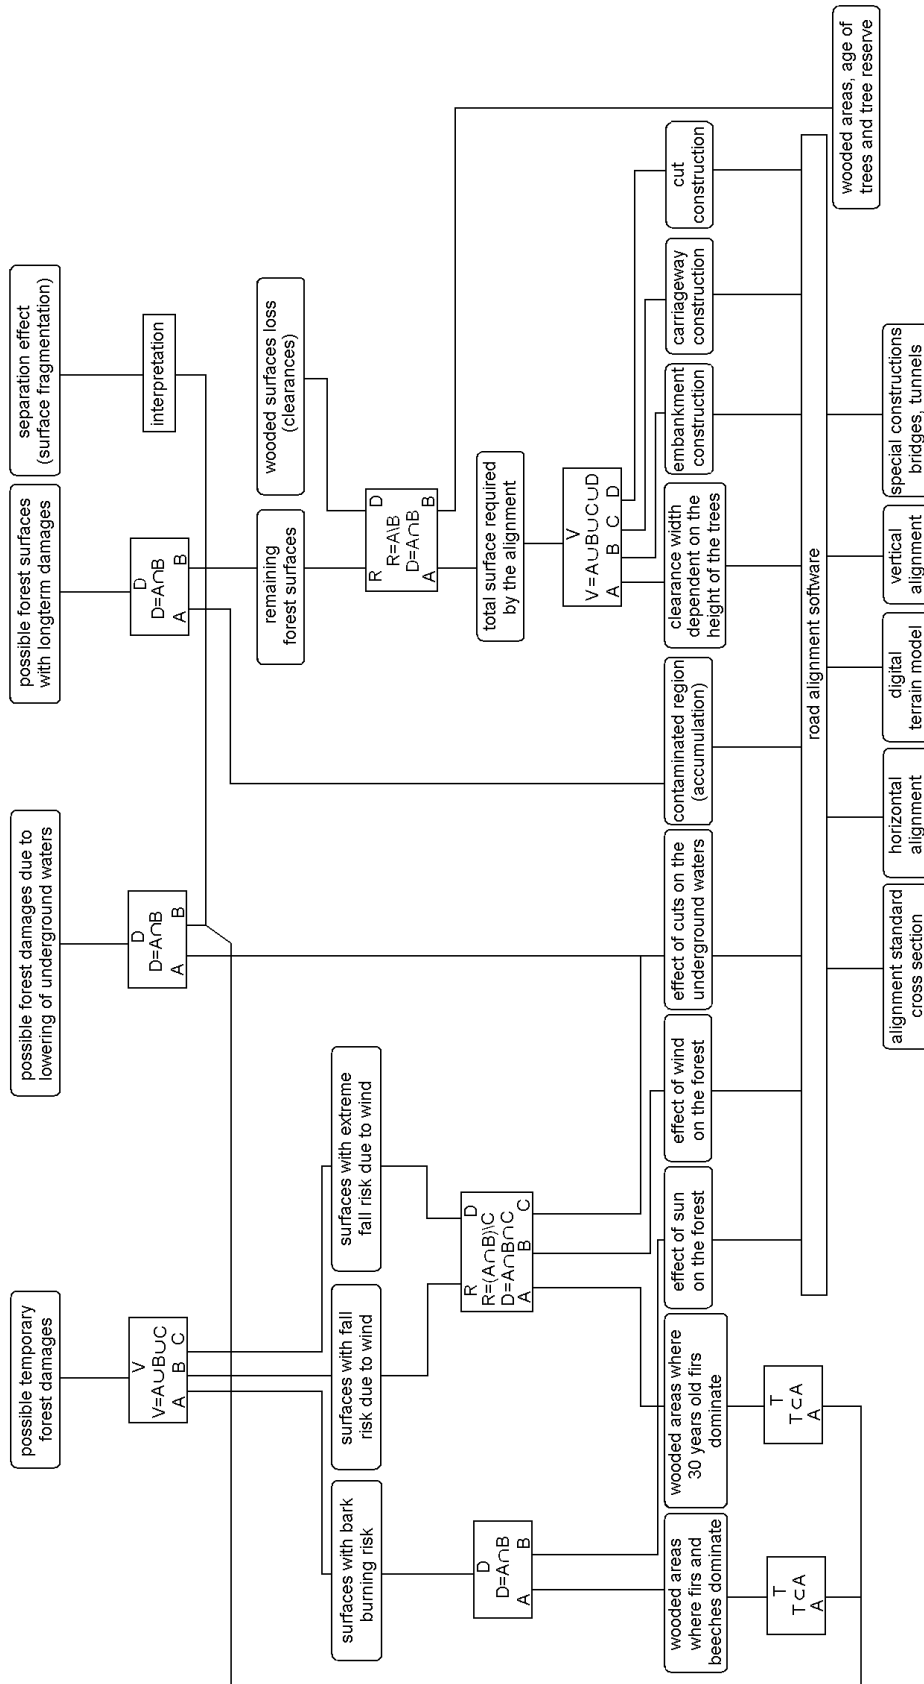 possible temporary
forest damages
possible forest damages due to
lowering of underground waters
possible forest surfaces
with longterm damages
separation effect
(surface fragmentation)
V
V=A∪B∪C
A B C
D
D=A∩B
A B
D
D=A∩B
A B
interpretation
surfaces with bark
burning risk
surfaces with fall
risk due to wind
surfaces with extreme
fall risk due to wind
remaining
forest surfaces
wooded surfaces loss
(clearances)
D
D=A∩B
A B
R D
R=(A∩B)\C
D=A∩B∩C
A B C
R D
R=A\B
D=A∩B
A B
total surface required
by the alignment
V
V=A∪B∪C∪D
A B C D
wooded areas
where firs and
beeches dominate
wooded areas where
30 years old firs
dominate
effect of sun
on the forest
effect of wind
on the forest
effect of cuts on the
underground waters
contaminated region
(accumulation)
clearance width
dependent on the
height of the trees
embankment
construction
carriageway
construction
cut
construction
T
T⊂A
A
T
T⊂A
A
road alignment software
wooded areas, age of
trees and tree reserve
alignment standard
cross section
horizontal
alignment
digital
terrain model
vertical
alignment
special constructions
bridges, tunnels